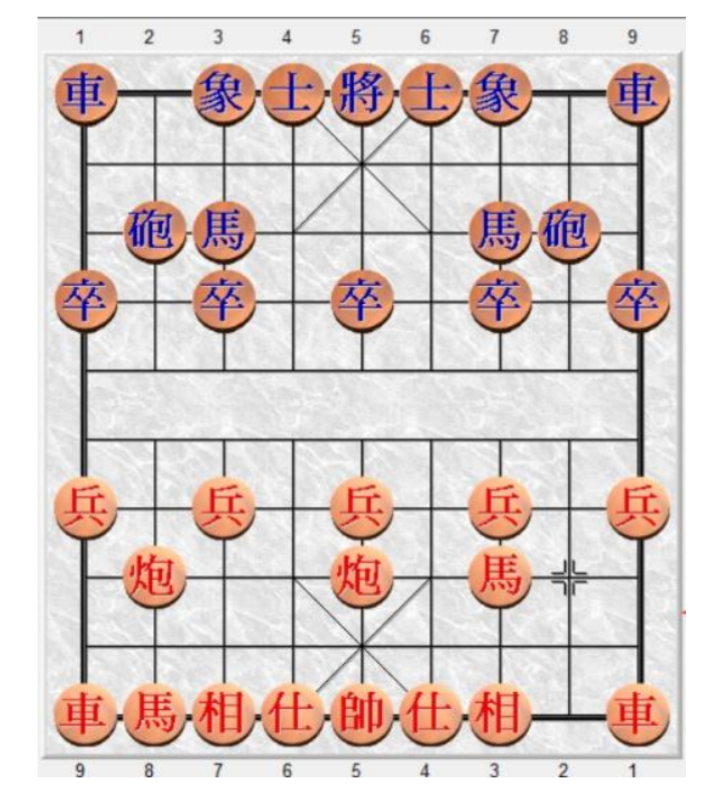 1 2 3 4 5 6 7 8 9
車 象 士 將 士 象 車
砲 馬 馬 砲
卒 卒 卒 卒 卒
兵 兵 兵 兵 兵
炮 炮 馬
車 馬 相 仕 帥 仕 相 車
9 8 7 6 5 4 3 2 1